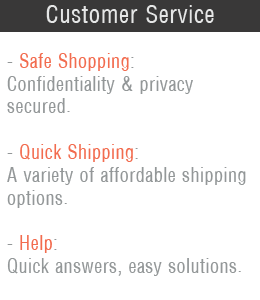 Customer Service
- Safe Shopping:
Confidentiality & privacy
secured.
- Quick Shipping:
A variety of affordable shipping
options.
- Help:
Quick answers, easy solutions.